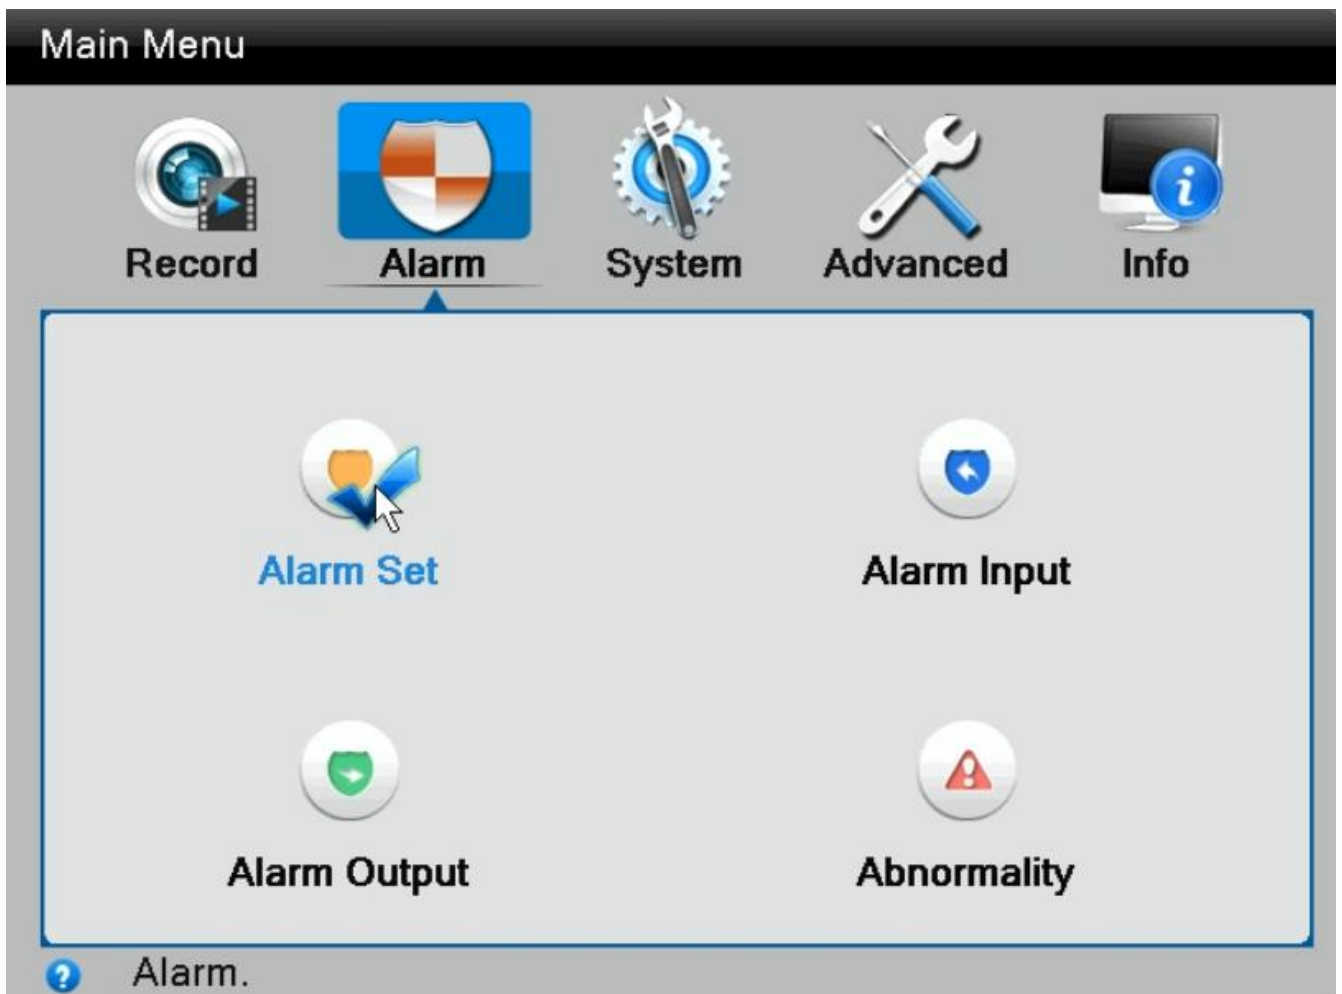 Main Menu
Record Alarm System Advanced Info
Alarm Set Alarm Input
Alarm Output Abnormality
Alarm.